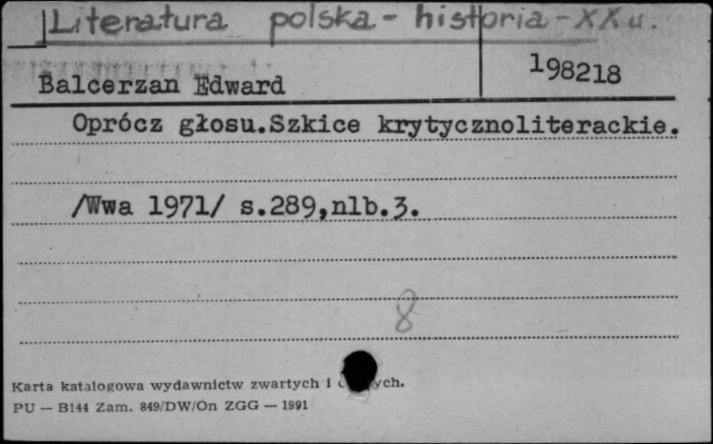 Literatura polska - historia - XX w.
198218
Balcerzan Edward
Oprócz głosu.Szkice krytycznoliterackie.
/Wwa 1971/ s.289,nlb.3.
8
Karta katalogowa wydawnictw zwartych i
PU — B144 Zam. 849/DW/On ZGG — 1991